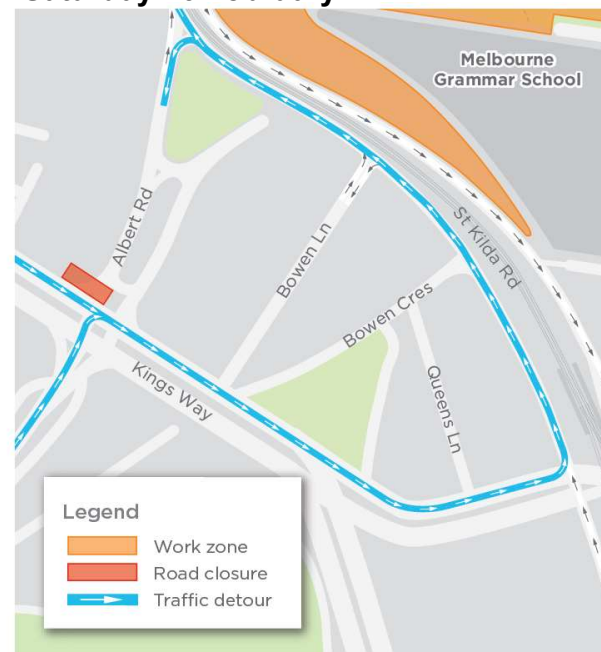 Melbourne
Grammar School
Albert Rd
Bowen Ln
St Kilda Rd
Bowen Cres
Kings Way
Queens Ln
Legend
Work zone
Road closure
Traffic detour